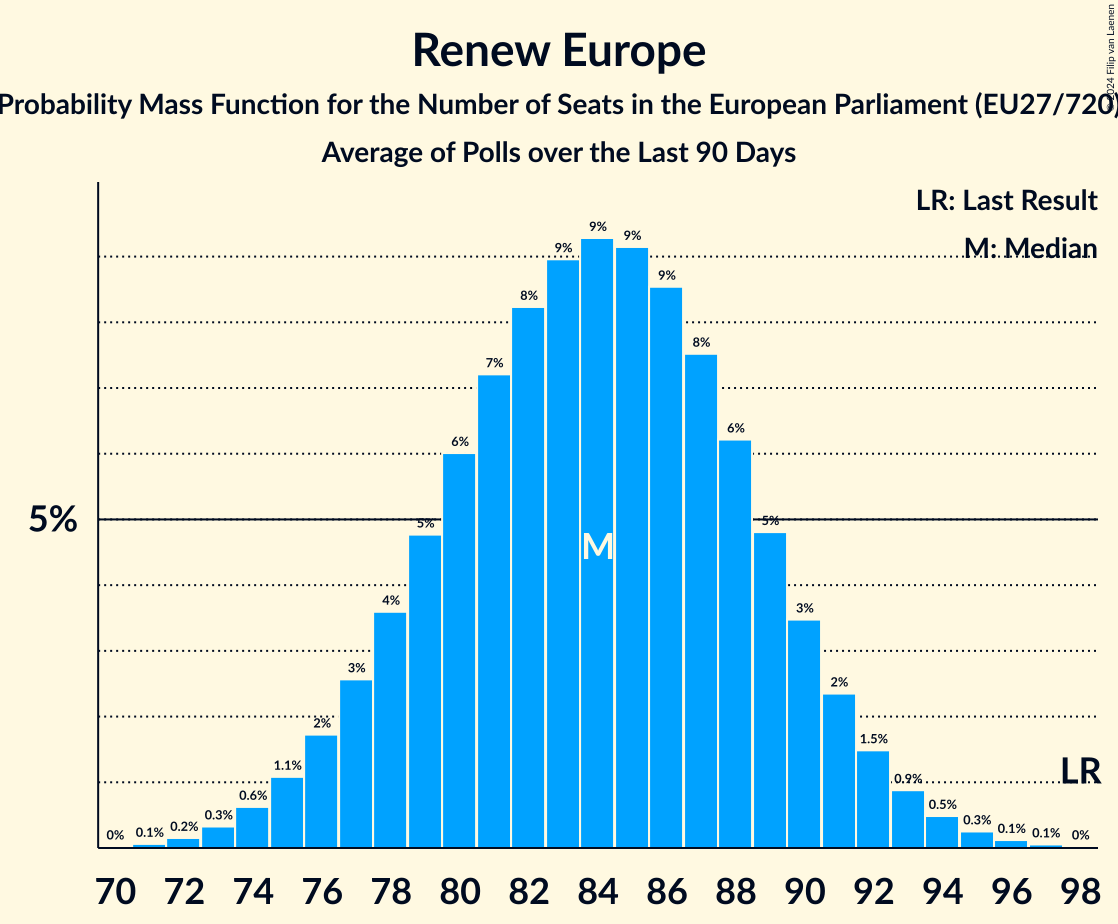 Renew Europe
Probability Mass Function for the Number of Seats in the European Parliament (EU27/720)
Average of Polls over the Last 90 Days
© 2024 Filip van Laenen
LR: Last Result
M: Median
5%
0% 0.1% 0.2% 0.3% 0.6% 1.1% 2% 3% 4% 5% 6% 7% 8% 9% 9% 9% 9% 8% 6% 5% 3% 2% 1.5% 0.9% 0.5% 0.3% 0.1% 0.1% 0%
M
LR
70 72 74 76 78 80 82 84 86 88 90 92 94 96 98